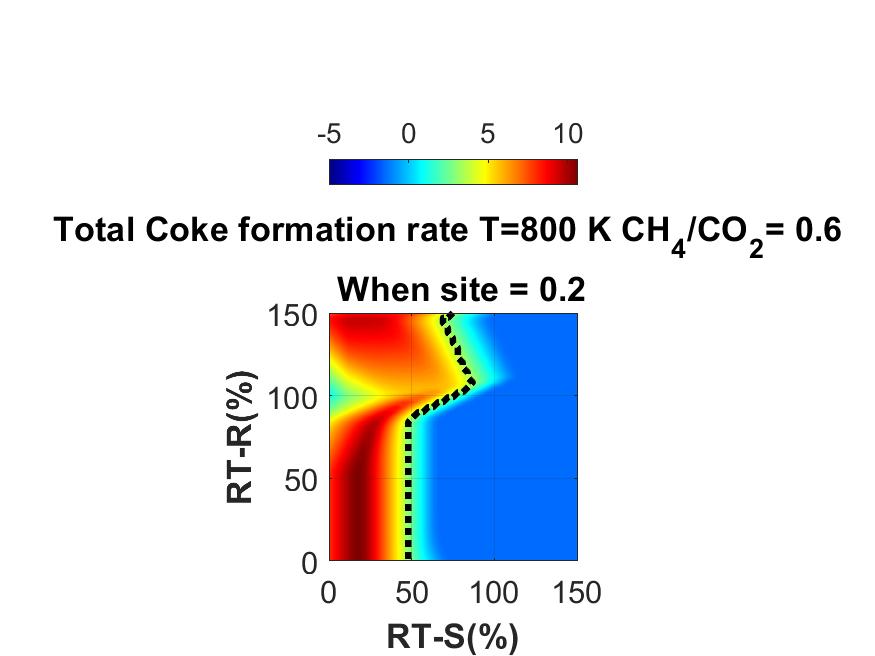 -5 0 5 10
Total Coke formation rate T=800 K CH4/CO2= 0.6
When site = 0.2
150
100
50
0
RT-R(%)
0 50 100 150
RT-S(%)